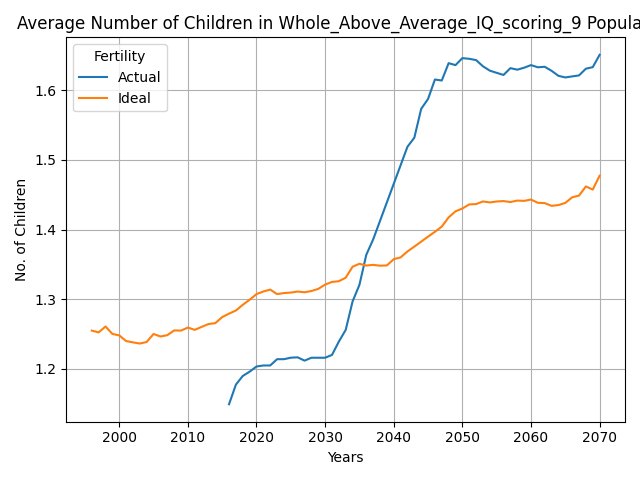 Average Number of Children in Whole_Above_Average_IQ_scoring_9 Popula
Fertility
Actual
Ideal
No. of Children
1.6
1.5
1.4
1.3
1.2
2000 2010 2020 2030 2040 2050 2060 2070
Years